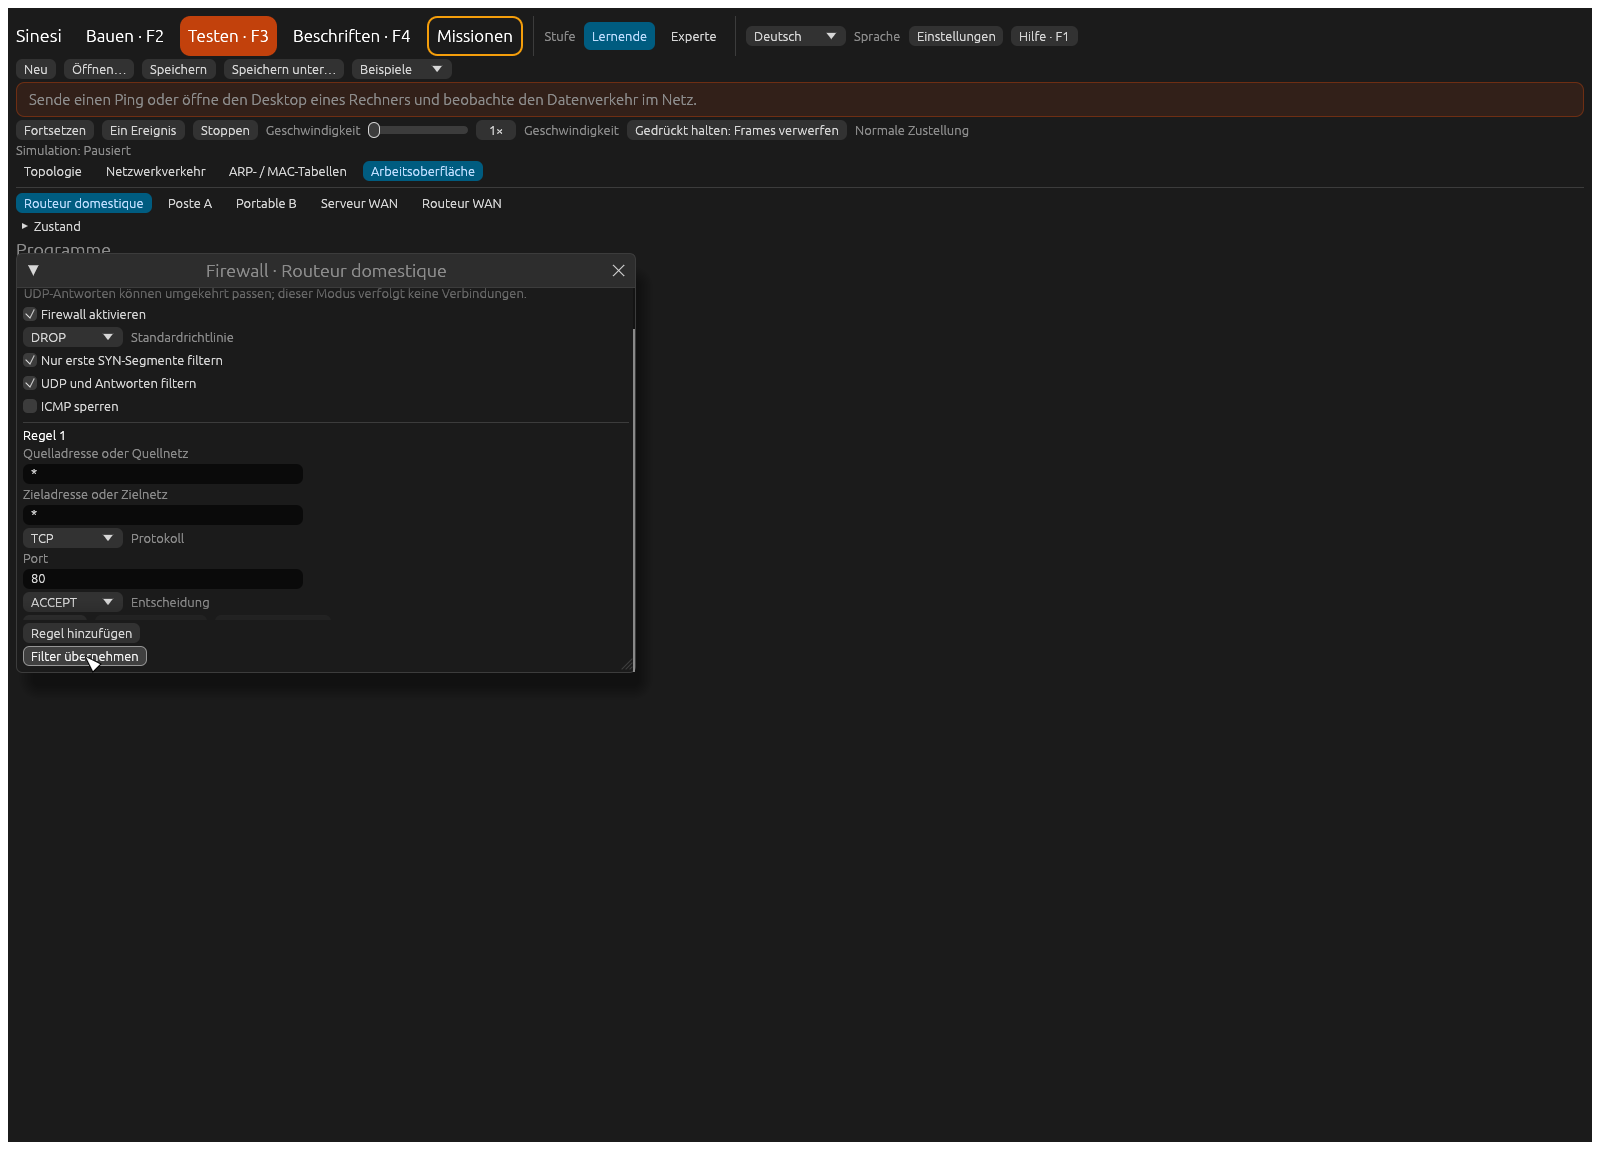 Sinesi Bauen · F2 Testen · F3 Beschriften · F4 Missionen Stufe Lernende Experte Deutsch Sprache Einstellungen Hilfe · F1
Neu Öffnen... Speichern Speichern unter... Beispiele
Sende einen Ping oder öffne den Desktop eines Rechners und beobachte den Datenverkehr im Netz.
Fortsetzen Ein Ereignis Stoppen Geschwindigkeit 1× Geschwindigkeit Gedrückt halten: Frames verwerfen Normale Zustellung
Simulation: Pausiert
Topologie Netzwerkverkehr ARP- / MAC-Tabellen Arbeitsoberfläche
Routeur domestique Poste A Portable B Serveur WAN Routeur WAN
Zustand
Programme
Firewall · Routeur domestique
UDP-Antworten können umgekehrt passen; dieser Modus verfolgt keine Verbindungen.
Firewall aktivieren
DROP Standardrichtlinie
Nur erste SYN-Segmente filtern
UDP und Antworten filtern
ICMP sperren
Regel 1
Quelladresse oder Quellnetz
*
Zieladresse oder Zielnetz
*
TCP Protokoll
Port
80
ACCEPT Entscheidung
Regel hinzufügen
Filter übernehmen